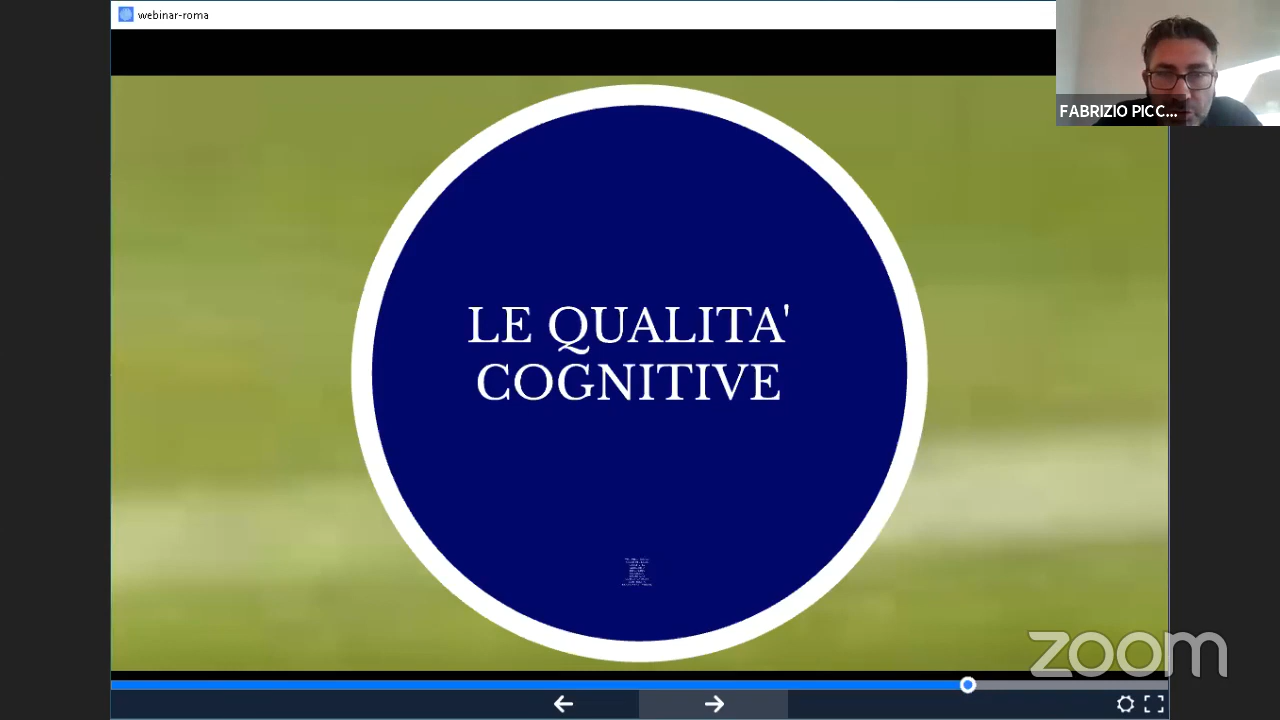 webinar-roma
FABRIZIO PICC...
LE QUALITA'
COGNITIVE
zoom